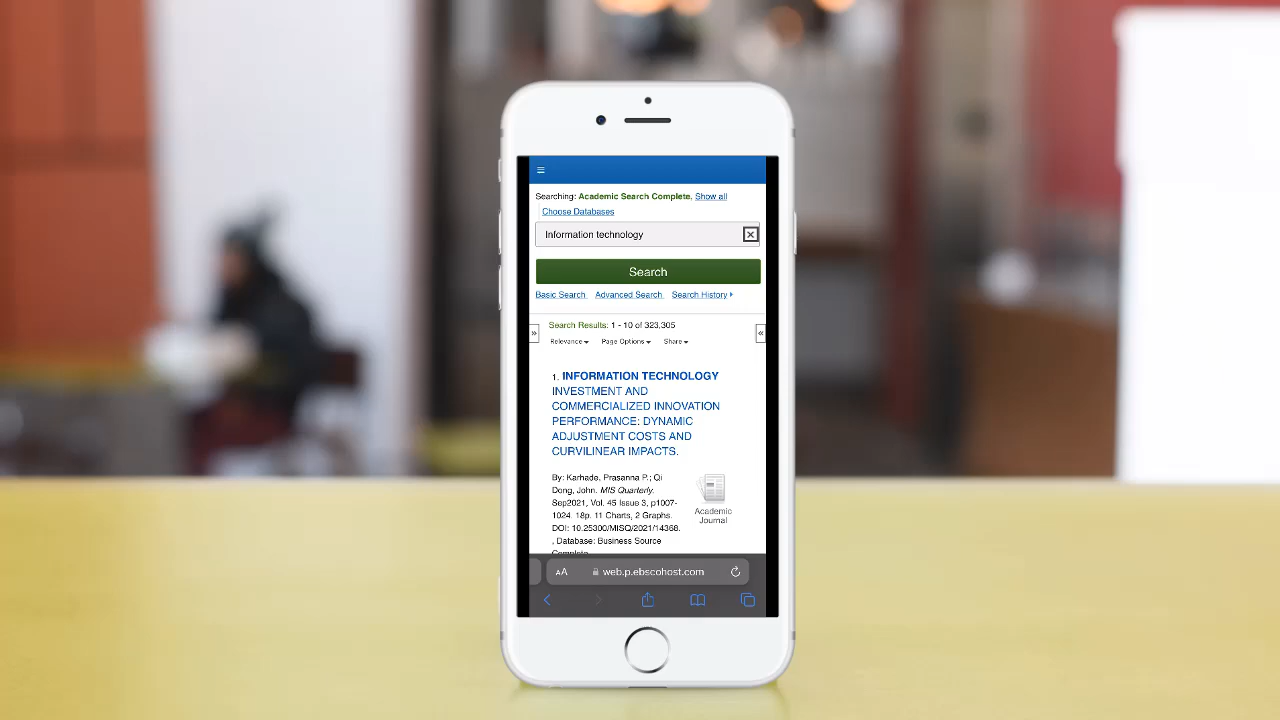 Searching: Academic Search Complete, Show all
Choose Databases
Information technology
Search
Basic Search Advanced Search Search History
Search Results: 1 - 10 of 323,305
Relevance Page Options Share
1. INFORMATION TECHNOLOGY
INVESTMENT AND
COMMERCIALIZED INNOVATION
PERFORMANCE: DYNAMIC
ADJUSTMENT COSTS AND
CURVILINEAR IMPACTS.
By: Karhade, Prasanna P.; Qi
Dong, John. MIS Quarterly.
Sep2021, Vol. 45 Issue 3, p1007-
1024. 18p. 11 Charts, 2 Graphs.
DOI: 10.25300/MISQ/2021/14368.
, Database: Business Source
Complete
Academic
Journal
AA web.p.ebscohost.com